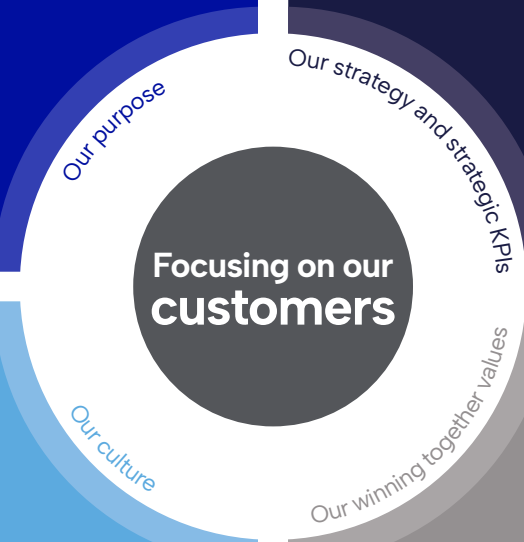 Our purpose
Our strategy and strategic KPIs
Focusing on our
customers
Our culture
Our winning together values